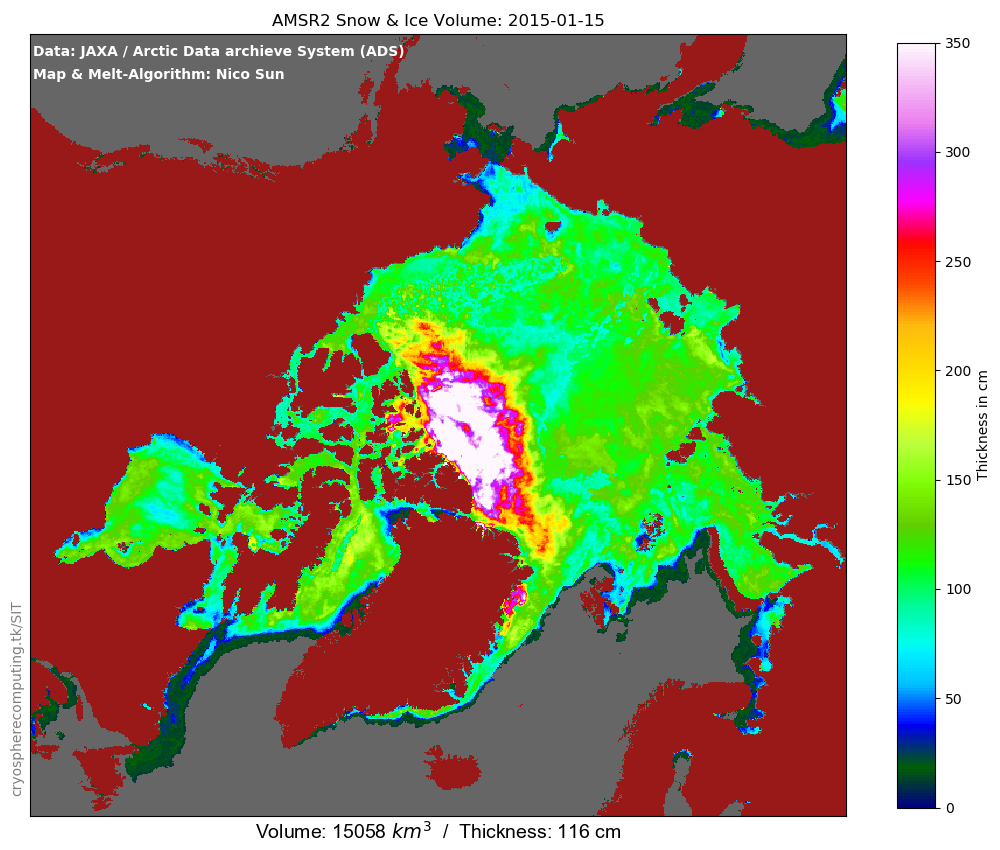 AMSR2 Snow & Ice Volume: 2015-01-15
Data: JAXA / Arctic Data archieve System (ADS)
Map & Melt-Algorithm: Nico Sun
350
300
250
200
150
100
50
0
Thickness in cm
cryospherecomputing.tk/SIT
Volume: 15058 km³ / Thickness: 116 cm